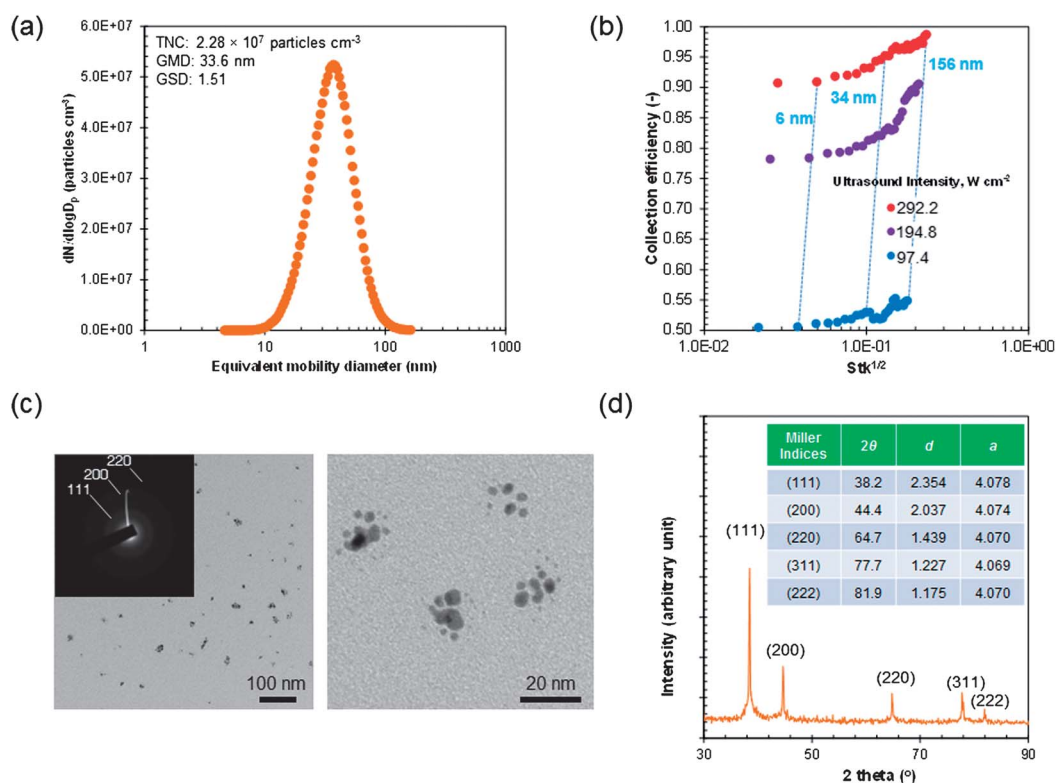 (a)
6.0E+07
5.0E+07
4.0E+07
3.0E+07
2.0E+07
1.0E+07
0.0E+00
dN/dlogDp (particles cm-3)
TNC: 2.28 × 10⁷ particles cm⁻³
GMD: 33.6 nm
GSD: 1.51
1 10 100 1000
Equivalent mobility diameter (nm)
(b)
1.00
0.95
0.90
0.85
0.80
0.75
0.70
0.65
0.60
0.55
0.50
Collection efficiency (-)
156 nm
34 nm
6 nm
Ultrasound Intensity, W cm⁻²
292.2
194.8
97.4
1.0E-02 1.0E-01 1.0E+00
Stk¹/²
(c)
220
200
111
100 nm
20 nm
(d)
Intensity (arbitrary unit)
Miller Indices 2θ d a
(111) 38.2 2.354 4.078
(200) 44.4 2.037 4.074
(220) 64.7 1.439 4.070
(311) 77.7 1.227 4.069
(222) 81.9 1.175 4.070
(111)
(200)
(220)
(311)
(222)
30 50 70 90
2 theta (º)